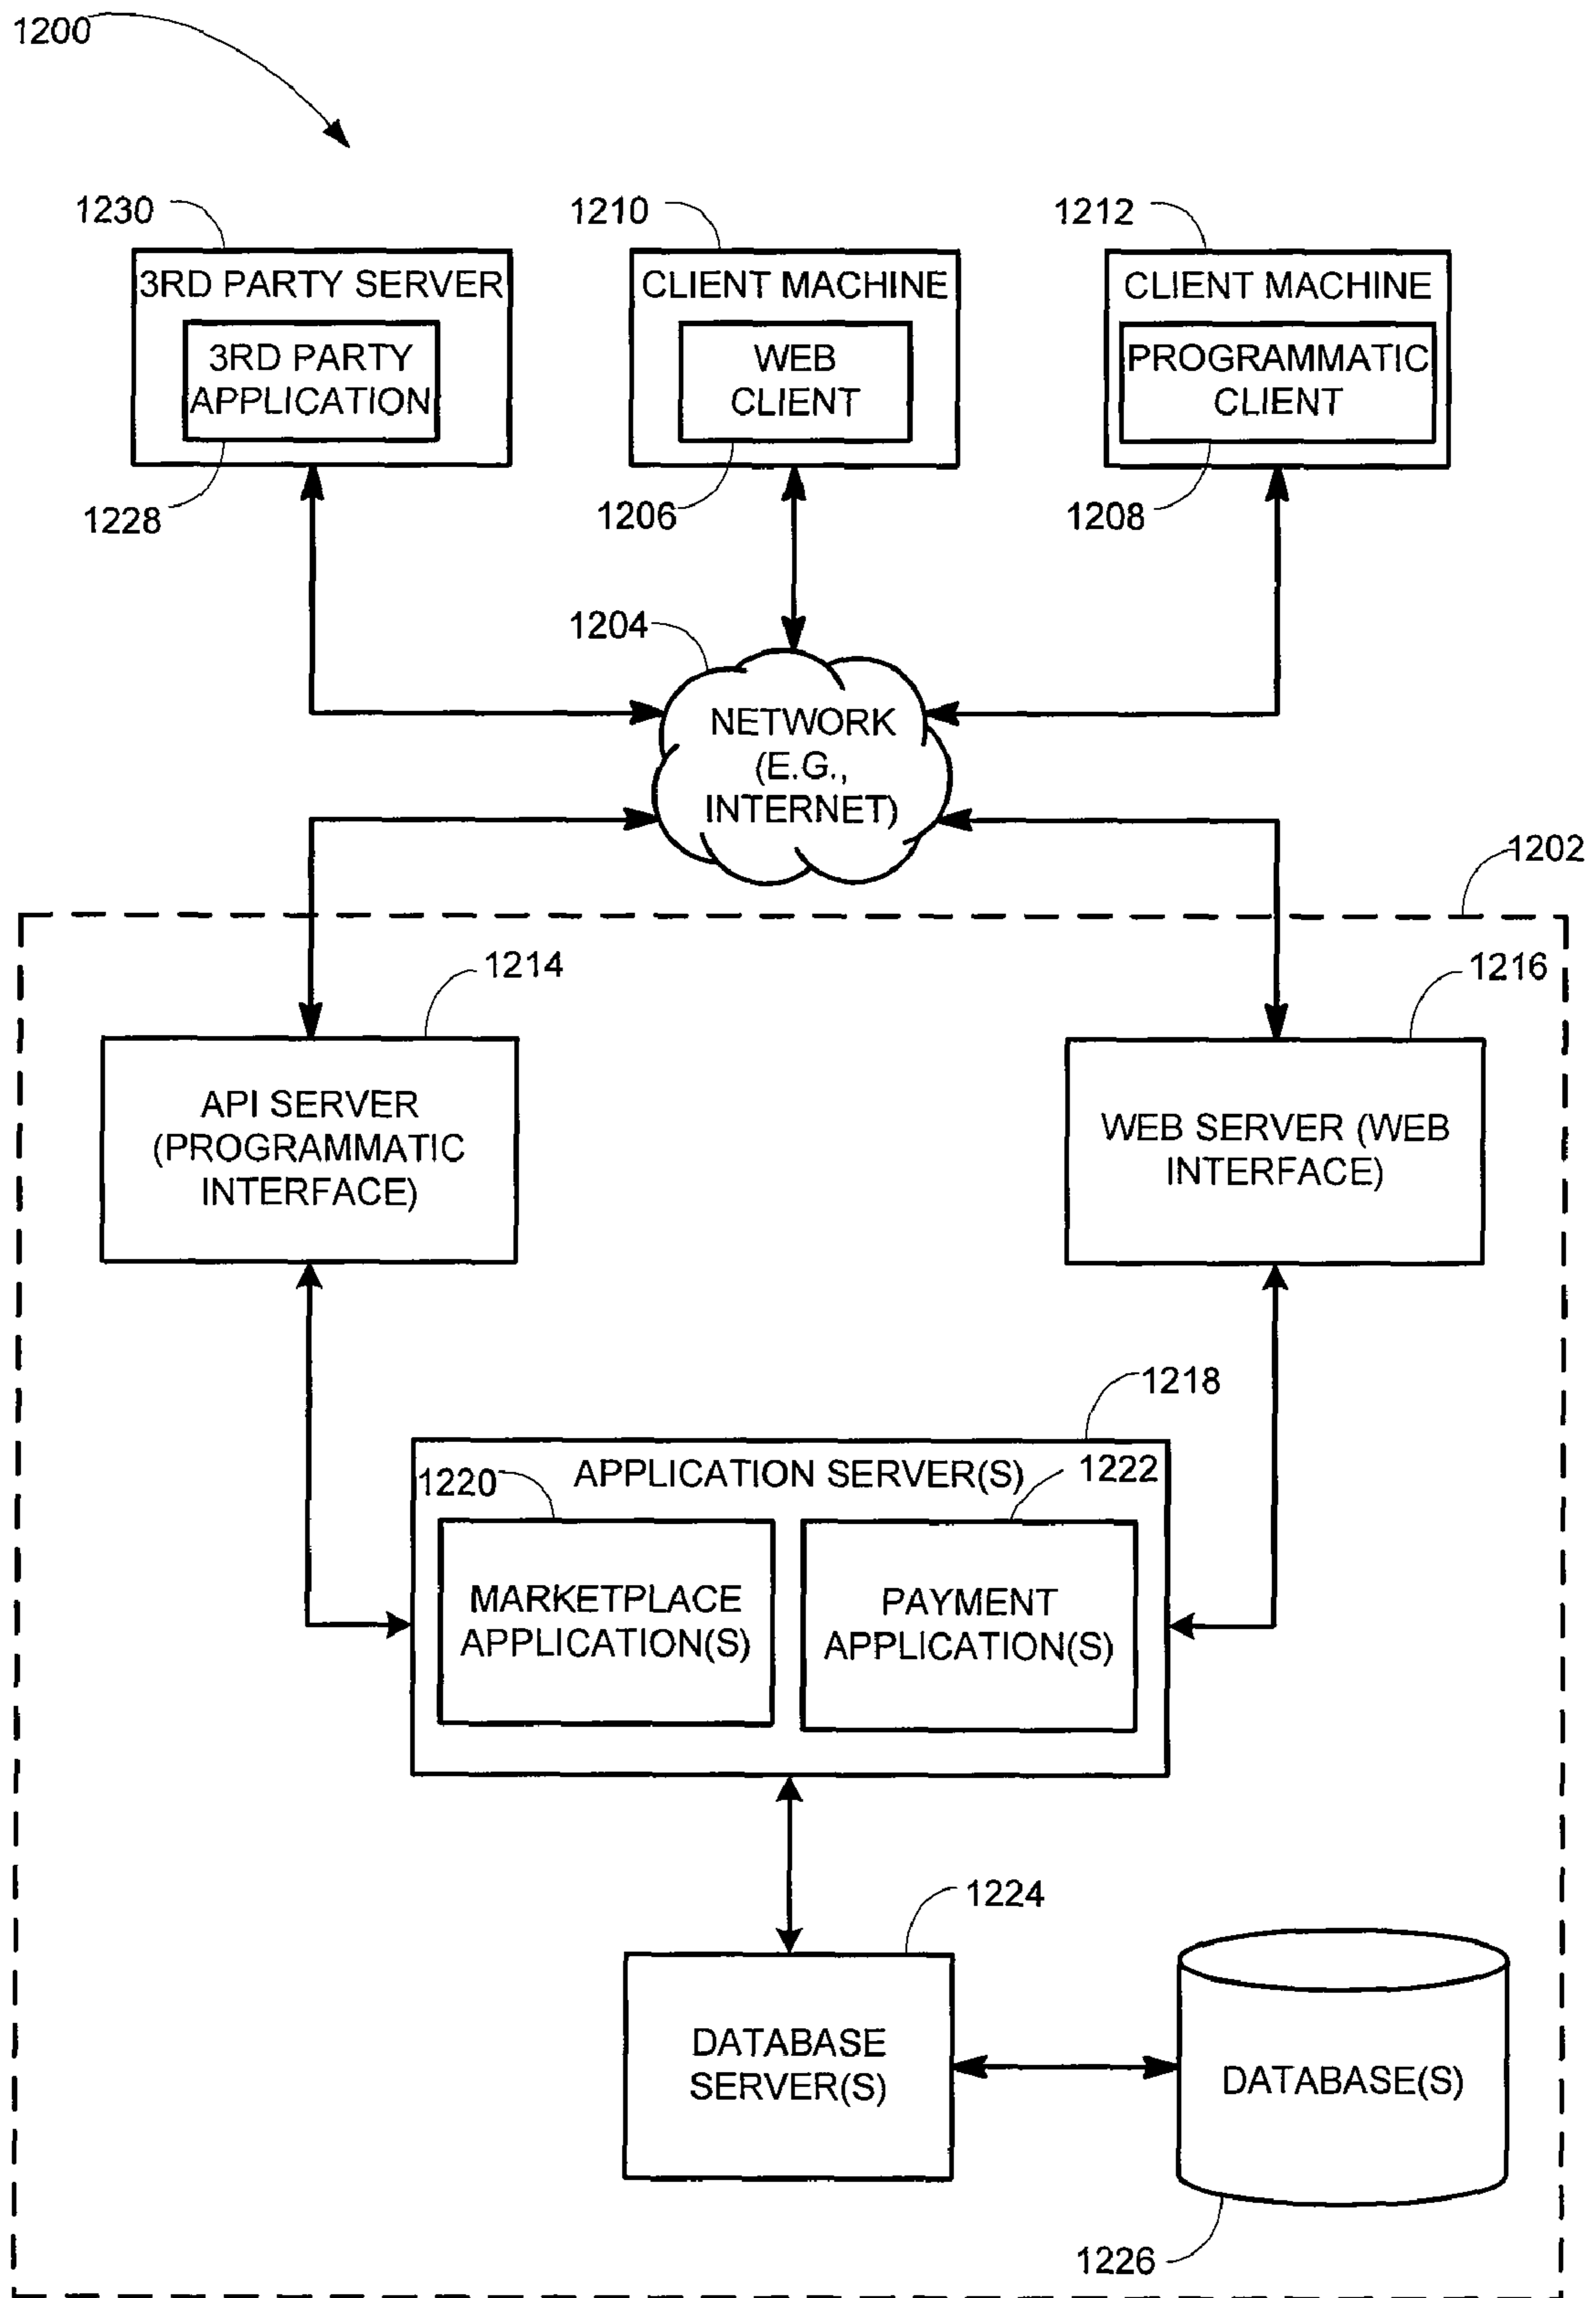 1200
1230
1210
1212
3RD PARTY SERVER
CLIENT MACHINE
CLIENT MACHINE
3RD PARTY
APPLICATION
WEB
CLIENT
PROGRAMMATIC
CLIENT
1228
1206
1208
1204
NETWORK
(E.G.,
INTERNET)
1202
1214
1216
API SERVER
(PROGRAMMATIC
INTERFACE)
WEB SERVER (WEB
INTERFACE)
1218
APPLICATION SERVER(S)
1220
1222
MARKETPLACE
APPLICATION(S)
PAYMENT
APPLICATION(S)
1224
DATABASE
SERVER(S)
DATABASE(S)
1226